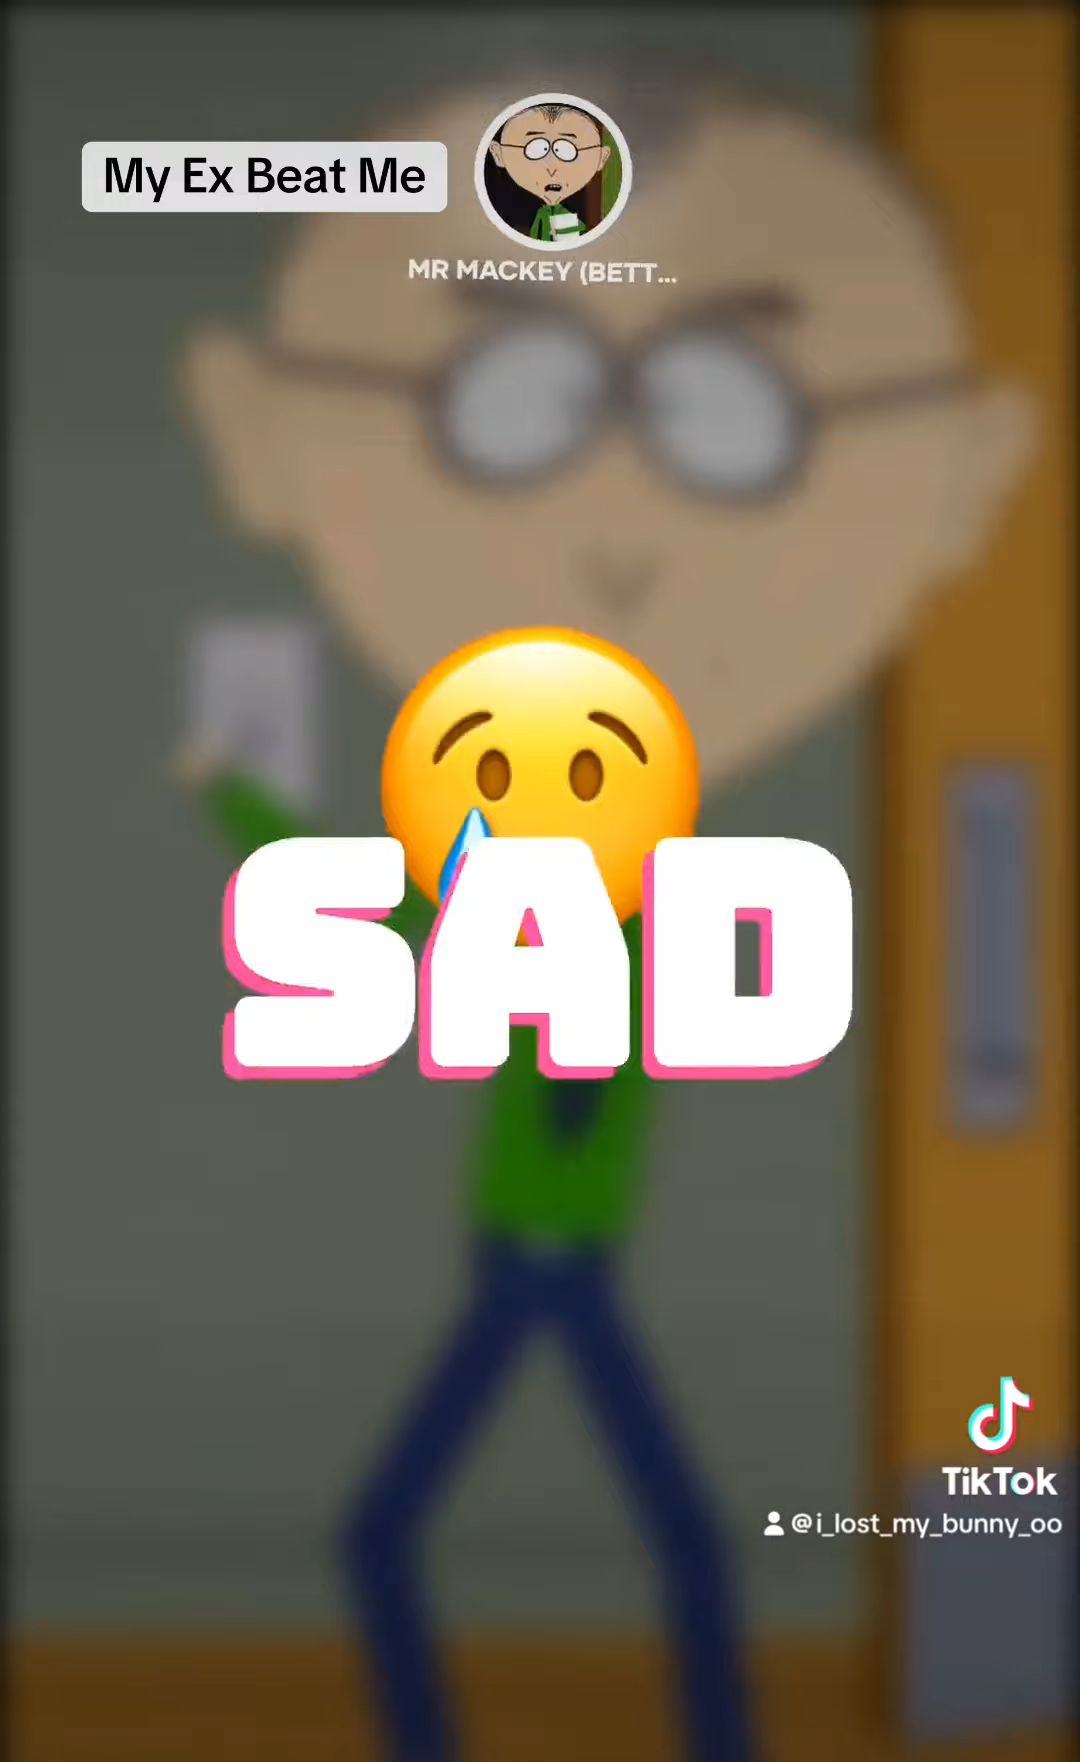 My Ex Beat Me
MR MACKEY (BETT...
SAD
TikTok
@i_lost_my_bunny_oo